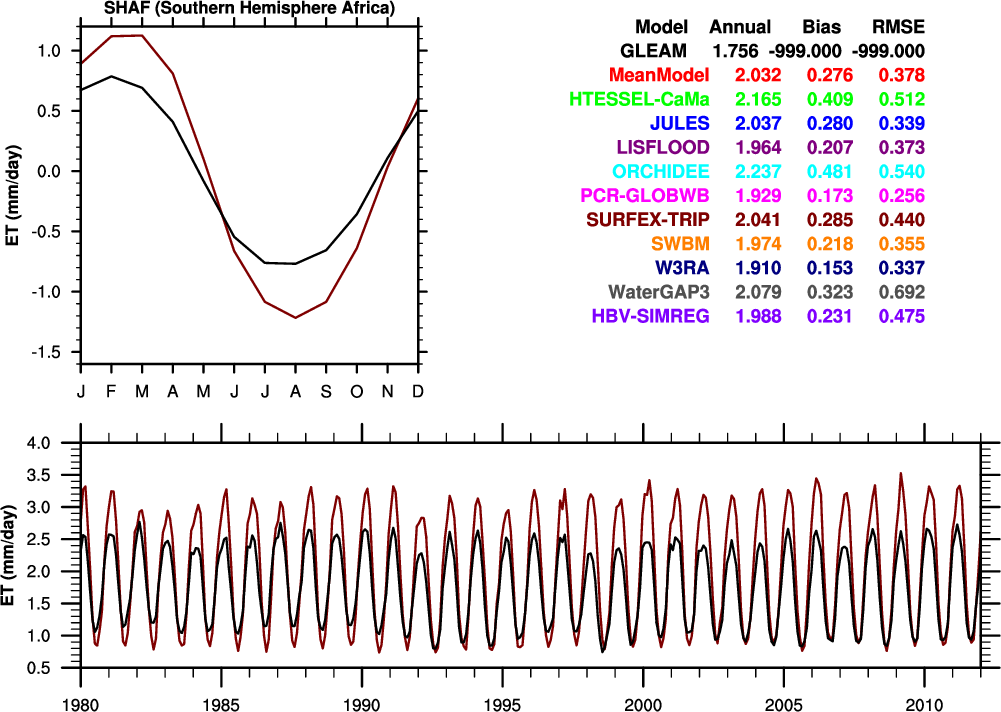 SHAF (Southern Hemisphere Africa)
1.0
0.5
0.0
-0.5
-1.0
-1.5
ET (mm/day)
J F M A M J J A S O N D
Model Annual Bias RMSE
GLEAM 1.756 -999.000 -999.000
MeanModel 2.032 0.276 0.378
HTESSEL-CaMa 2.165 0.409 0.512
JULES 2.037 0.280 0.339
LISFLOOD 1.964 0.207 0.373
ORCHIDEE 2.237 0.481 0.540
PCR-GLOBWB 1.929 0.173 0.256
SURFEX-TRIP 2.041 0.285 0.440
SWBM 1.974 0.218 0.355
W3RA 1.910 0.153 0.337
WaterGAP3 2.079 0.323 0.692
HBV-SIMREG 1.988 0.231 0.475
4.0
3.5
3.0
2.5
2.0
1.5
1.0
0.5
ET (mm/day)
1980 1985 1990 1995 2000 2005 2010